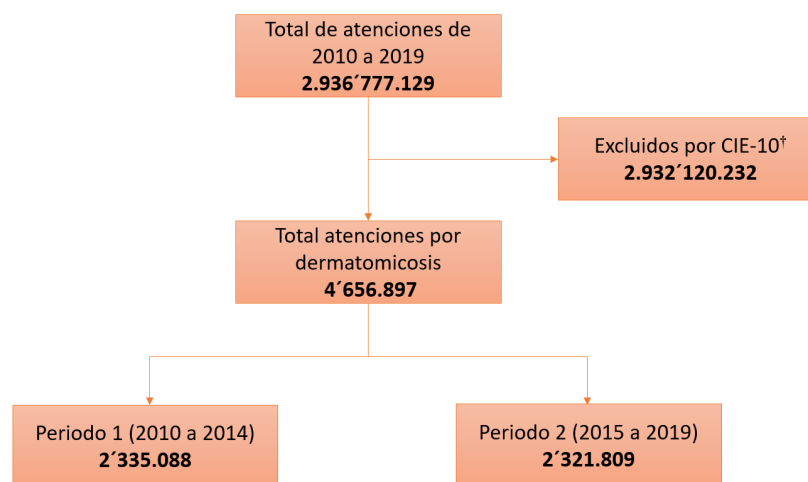 Total de atenciones de
2010 a 2019
2.936´777.129
Excluidos por CIE-10†
2.932´120.232
Total atenciones por
dermatomicosis
4´656.897
Periodo 1 (2010 a 2014)
2´335.088
Periodo 2 (2015 a 2019)
2´321.809